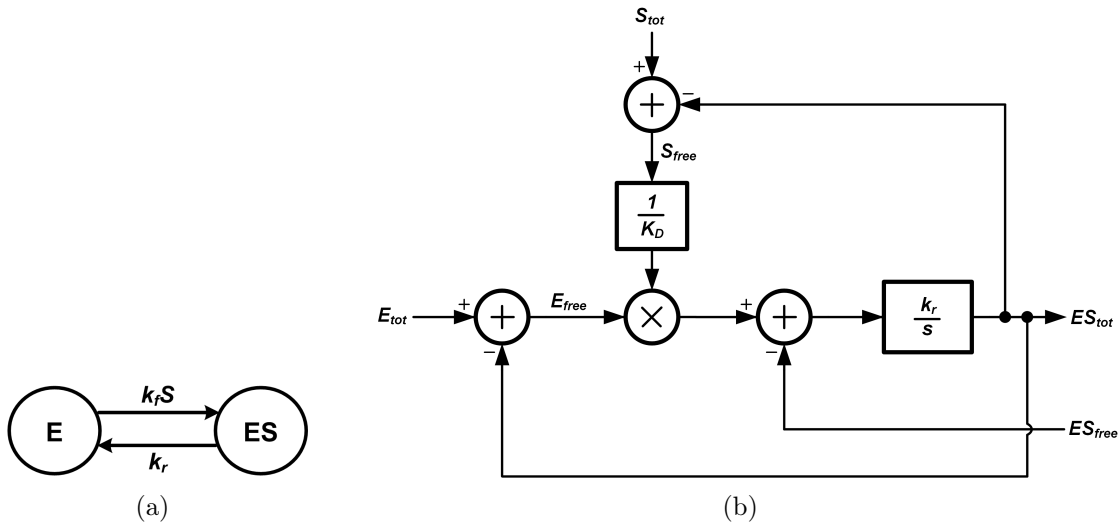 E
k_f S
k_r
ES
(a)
S_tot
+
−
+
S_free
1
K_D
E_tot
+
+
−
E_free
×
+
+
−
k_r
s
ES_tot
ES_free
(b)